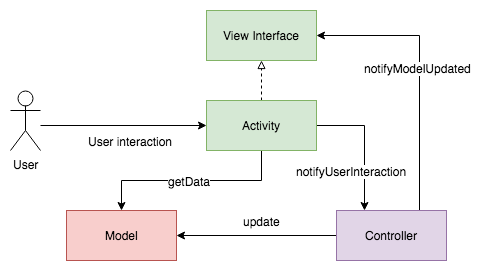 View Interface
notifyModelUpdated
Activity
User interaction
User
notifyUserInteraction
getData
Model
update
Controller